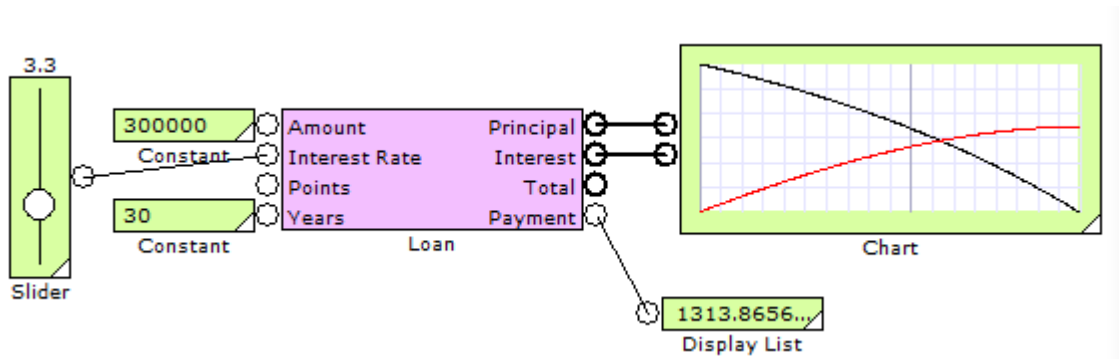 3.3
Slider
300000
Constant
30
Constant
Amount
Interest Rate
Points
Years
Principal
Interest
Total
Payment
Loan
Chart
1313.8656...
Display List